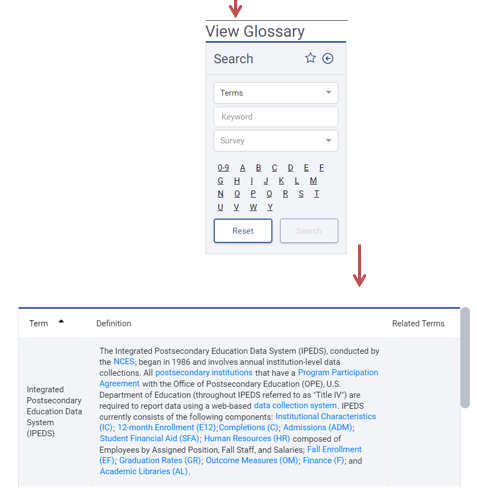 View Glossary
Search
Terms
Keyword
Survey
0-9 A B C D E F
G H I J K L M
N O P Q R S T
U V W Y
Reset Search
Term Definition Related Terms
The Integrated Postsecondary Education Data System (IPEDS), conducted by
the NCES, began in 1986 and involves annual institution-level data
collections. All postsecondary institutions that have a Program Participation
Agreement with the Office of Postsecondary Education (OPE), U.S.
Department of Education (throughout IPEDS referred to as "Title IV") are
required to report data using a web-based data collection system. IPEDS
currently consists of the following components: Institutional Characteristics
(IC); 12-month Enrollment (E12);Completions (C); Admissions (ADM);
Student Financial Aid (SFA); Human Resources (HR) composed of
Employees by Assigned Position, Fall Staff, and Salaries; Fall Enrollment
(EF); Graduation Rates (GR); Outcome Measures (OM); Finance (F); and
Academic Libraries (AL).
Integrated
Postsecondary
Education Data
System
(IPEDS)